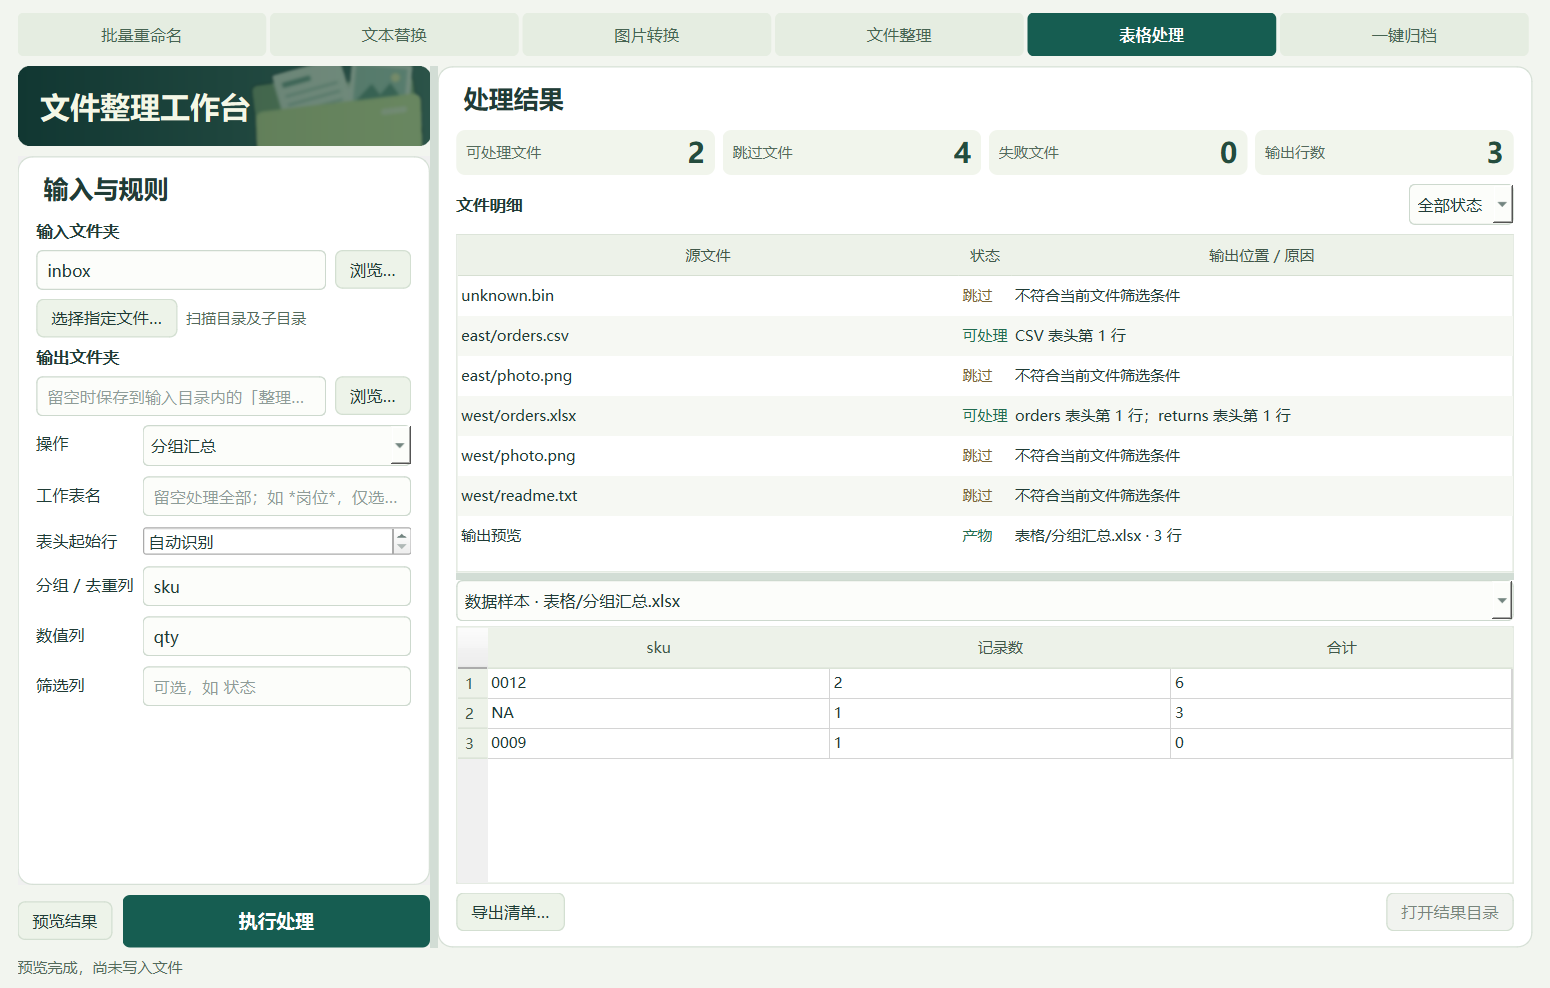 批量重命名 文本替换 图片转换 文件整理 表格处理 一键归档
文件整理工作台
输入与规则
输入文件夹
inbox 浏览...
选择指定文件... 扫描目录及子目录
输出文件夹
留空时保存到输入目录内的「整理... 浏览...
操作 分组汇总
工作表名 留空处理全部；如 *岗位*，仅选...
表头起始行 自动识别
分组 / 去重列 sku
数值列 qty
筛选列 可选，如 状态
预览结果 执行处理
预览完成，尚未写入文件
处理结果
可处理文件 2 跳过文件 4 失败文件 0 输出行数 3
文件明细 全部状态
源文件 状态 输出位置 / 原因
unknown.bin 跳过 不符合当前文件筛选条件
east/orders.csv 可处理 CSV 表头第 1 行
east/photo.png 跳过 不符合当前文件筛选条件
west/orders.xlsx 可处理 orders 表头第 1 行；returns 表头第 1 行
west/photo.png 跳过 不符合当前文件筛选条件
west/readme.txt 跳过 不符合当前文件筛选条件
输出预览 产物 表格/分组汇总.xlsx · 3 行
数据样本 · 表格/分组汇总.xlsx
sku 记录数 合计
1 0012 2 6
2 NA 1 3
3 0009 1 0
导出清单... 打开结果目录